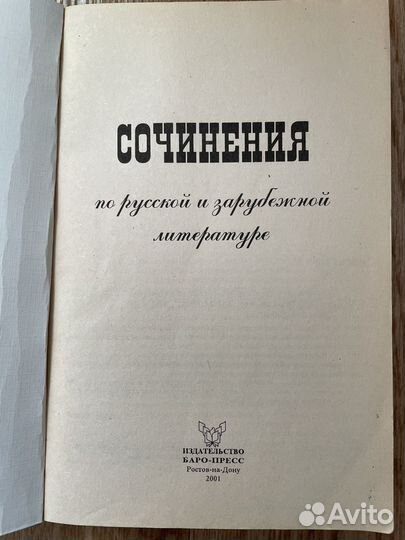 СОЧИНЕНИЯ
по русской и зарубежной
литературе
ИЗДАТЕЛЬСТВО
БАРО-ПРЕСС
Ростов-на-Дону
2001
Avito